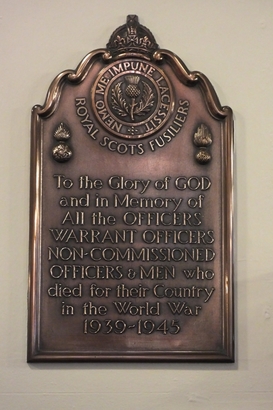 NEMO ME IMPUNE LACESSIT
ROYAL SCOTS FUSILIERS
To the Glory of GOD
and in Memory of
All the OFFICERS
WARRANT OFFICERS
NON-COMMISSIONED
OFFICERS & MEN who
died for their Country
in the World War
1939-1945